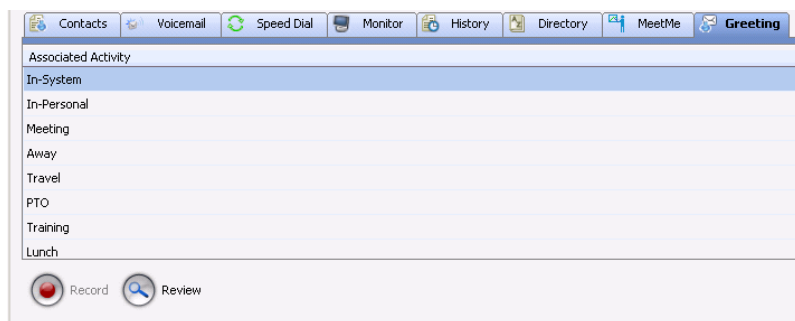 Contacts Voicemail Speed Dial Monitor History Directory MeetMe Greeting
Associated Activity
In-System
In-Personal
Meeting
Away
Travel
PTO
Training
Lunch
Record Review